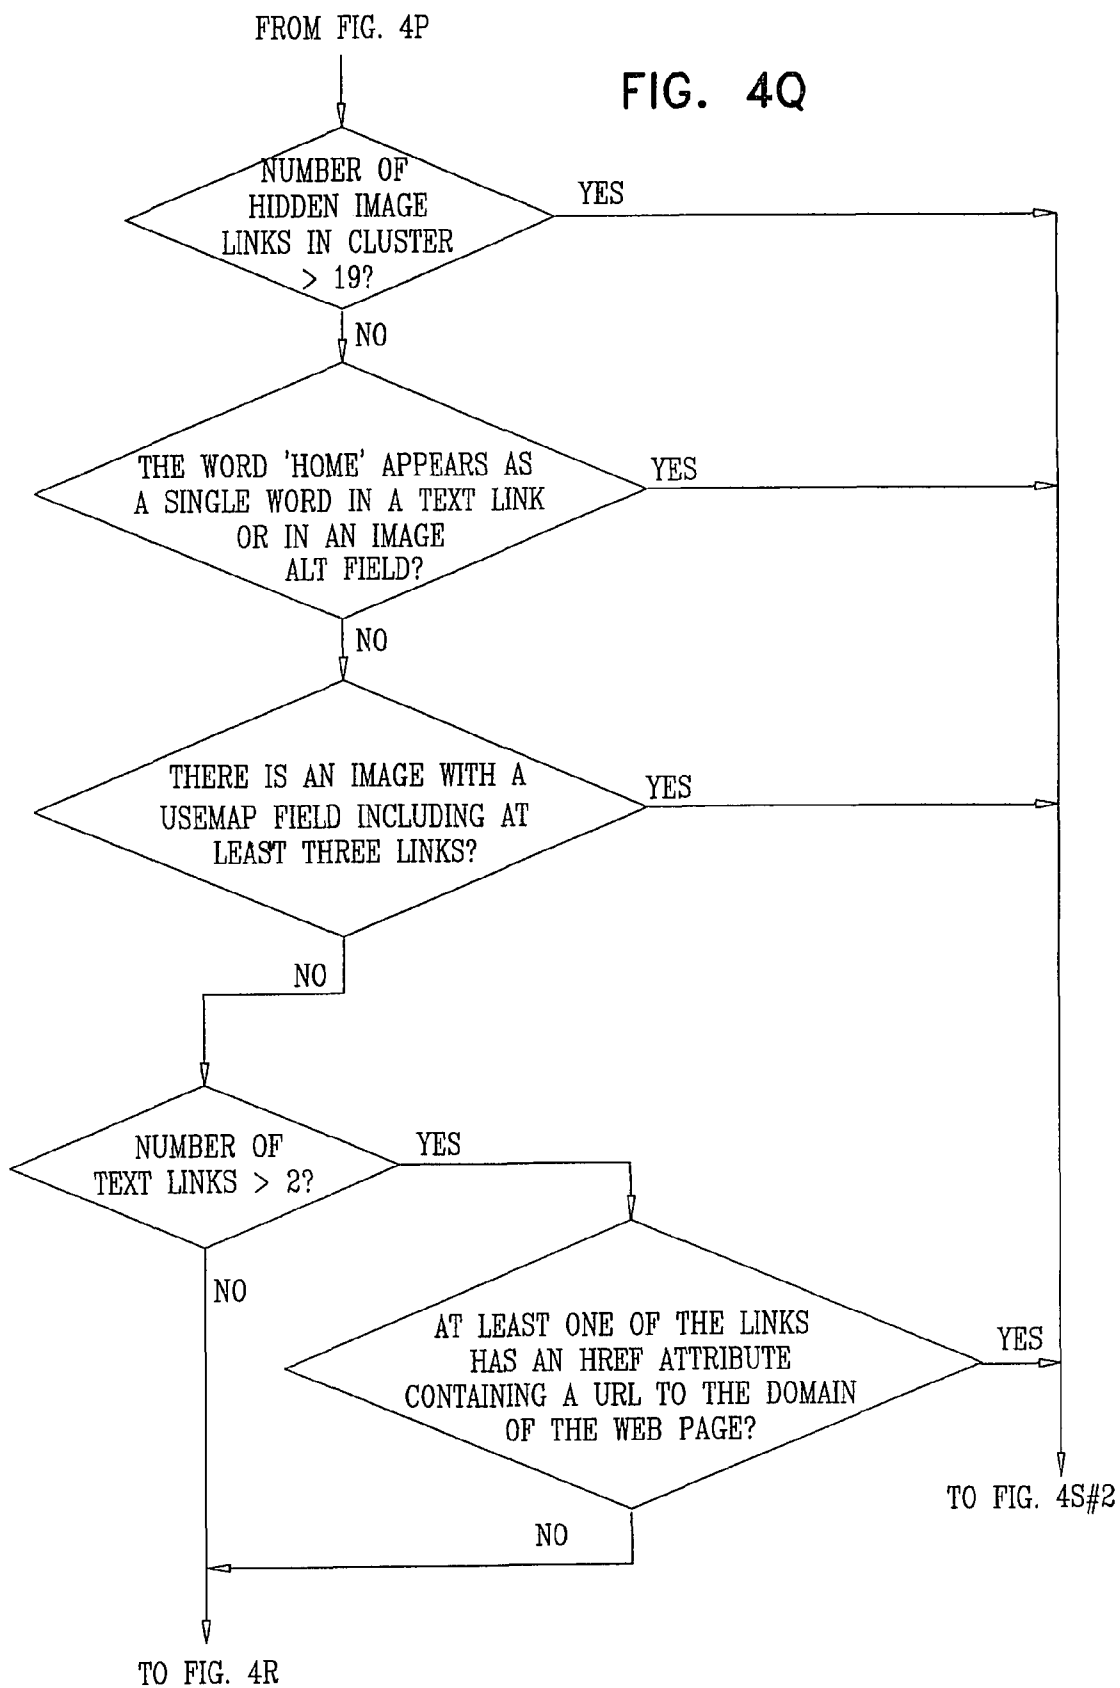 FROM FIG. 4P
FIG. 4Q
NUMBER OF
HIDDEN IMAGE
LINKS IN CLUSTER
> 19?
YES
NO
THE WORD 'HOME' APPEARS AS
A SINGLE WORD IN A TEXT LINK
OR IN AN IMAGE
ALT FIELD?
YES
NO
THERE IS AN IMAGE WITH A
USEMAP FIELD INCLUDING AT
LEAST THREE LINKS?
YES
NO
NUMBER OF
TEXT LINKS > 2?
YES
NO
AT LEAST ONE OF THE LINKS
HAS AN HREF ATTRIBUTE
CONTAINING A URL TO THE DOMAIN
OF THE WEB PAGE?
YES
NO
TO FIG. 4S#2
TO FIG. 4R